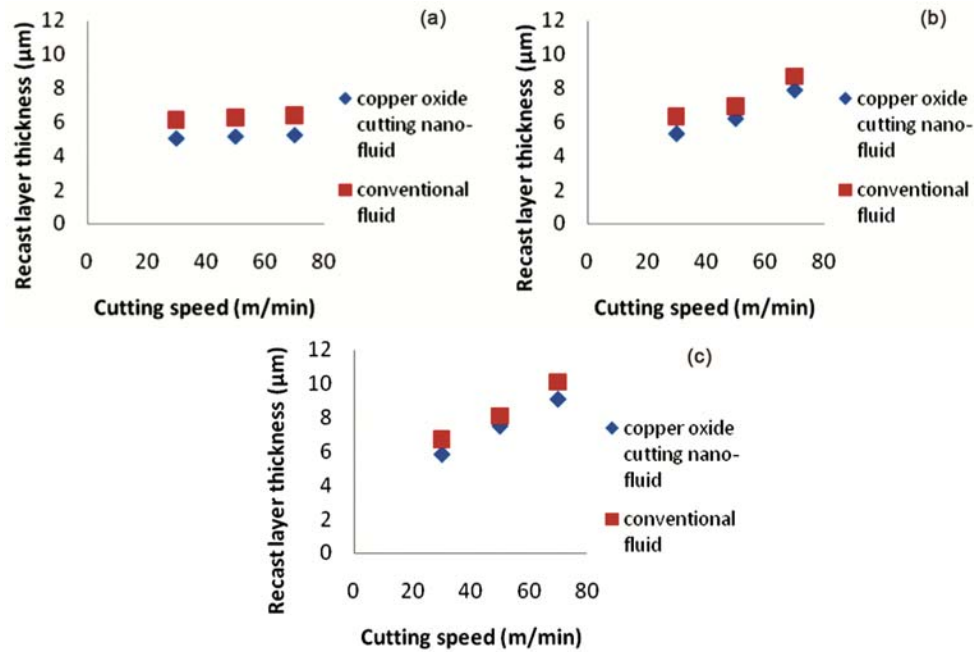 (a)
12
10
8
6
4
2
0
Recast layer thickness (µm)
0 20 40 60 80
Cutting speed (m/min)
copper oxide
cutting nano-
fluid
conventional
fluid
(b)
12
10
8
6
4
2
0
Recast layer thickness (µm)
0 20 40 60 80
Cutting speed (m/min)
copper oxide
cutting nano-
fluid
conventional
fluid
(c)
12
10
8
6
4
2
0
Recast layer thickness (µm)
0 20 40 60 80
Cutting speed (m/min)
copper oxide
cutting nano-
fluid
conventional
fluid